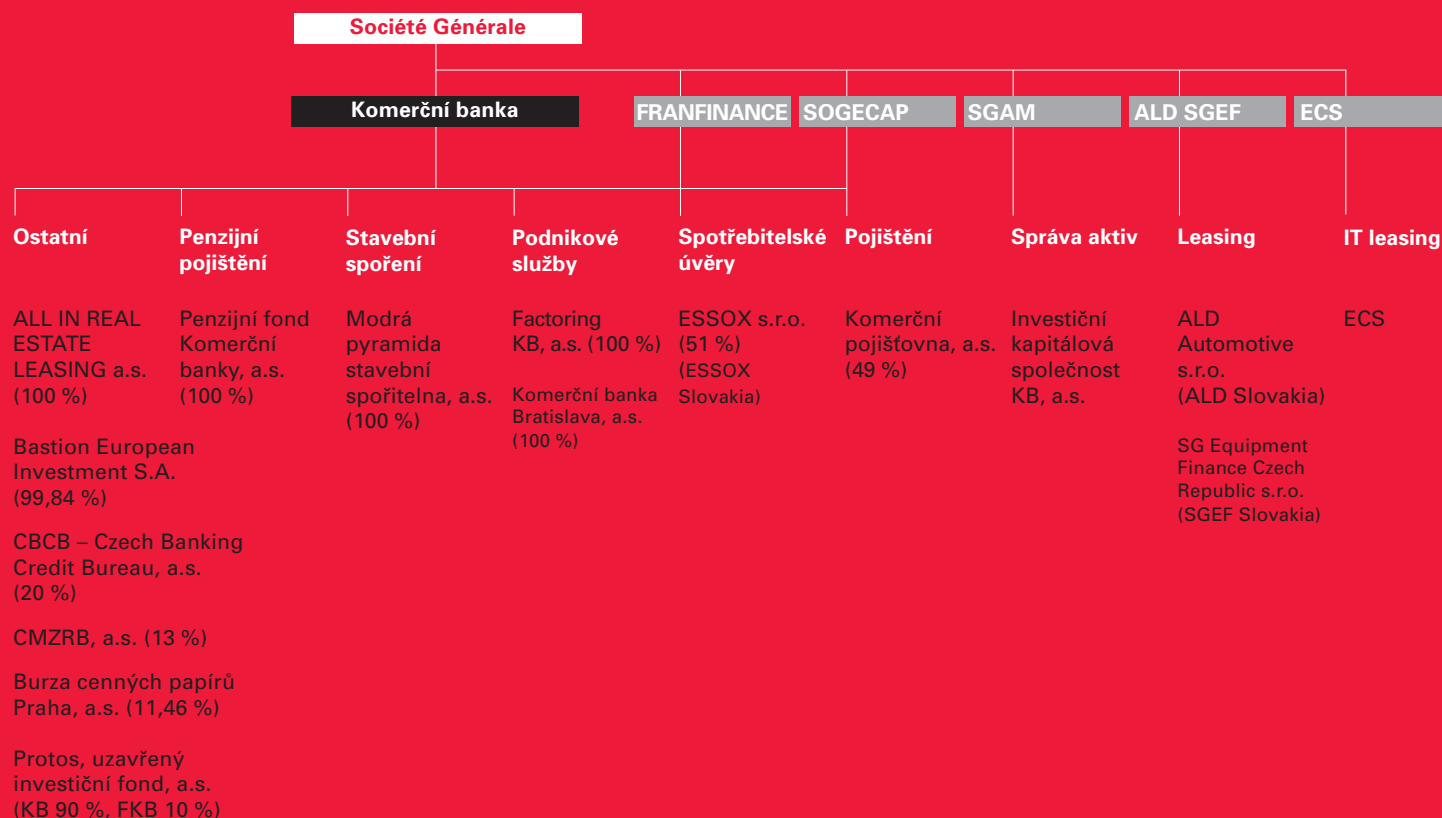 Société Générale
Komerční banka
FRANFINANCE
SOGECAP
SGAM
ALD SGEF
ECS
Ostatní
Penzijní
pojištění
Stavební
spoření
Podnikové
služby
Spotřebitelské
úvěry
Pojištění
Správa aktiv
Leasing
IT leasing
ALL IN REAL
ESTATE
LEASING a.s.
(100 %)
Bastion European
Investment S.A.
(99,84 %)
CBCB – Czech Banking
Credit Bureau, a.s.
(20 %)
CMZRB, a.s. (13 %)
Burza cenných papírů
Praha, a.s. (11,46 %)
Protos, uzavřený
investiční fond, a.s.
(KB 90 %, FKB 10 %)
Penzijní fond
Komerční
banky, a.s.
(100 %)
Modrá
pyramida
stavební
spořitelna, a.s.
(100 %)
Factoring
KB, a.s. (100 %)
Komerční banka
Bratislava, a.s.
(100 %)
ESSOX s.r.o.
(51 %)
(ESSOX
Slovakia)
Komerční
pojišťovna, a.s.
(49 %)
Investiční
kapitálová
společnost
KB, a.s.
ALD
Automotive
s.r.o.
(ALD Slovakia)
SG Equipment
Finance Czech
Republic s.r.o.
(SGEF Slovakia)
ECS